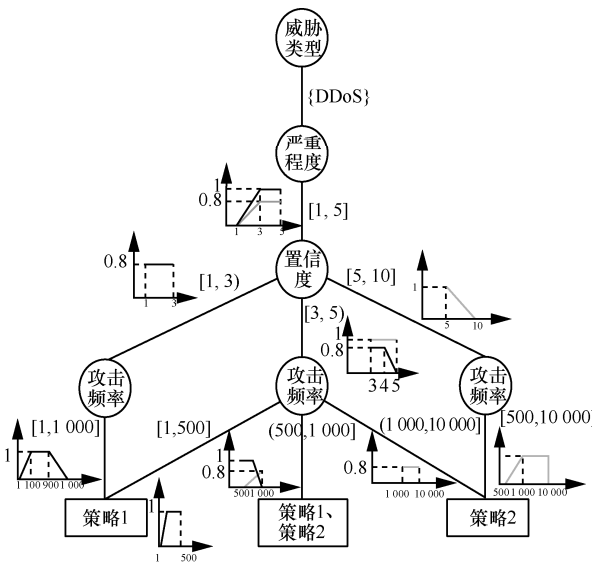 威胁
类型
{DDoS}
严重
程度
1
0.8
1
3
5
[1, 5]
置信
度
0.8
1
3
[1, 3)
[3, 5)
[5, 10]
1
5
10
1
0.8
3
4
5
攻击
频率
攻击
频率
攻击
频率
[1,1 000]
[1,500]
(500,1 000]
(1 000,10 000]
[500,10 000]
1
1
100
900
1 000
1
0.8
500
1 000
0.8
1 000
10 000
500
1 000
10 000
策略1
1
1
500
策略1、
策略2
策略2